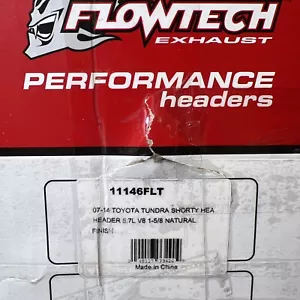 FLOWTECH
EXHAUST
PERFORMANCE
headers
11146FLT
07-14 TOYOTA TUNDRA SHORTY HEA
HEADER 5.7L V8 1-5/8 NATURAL
FINISH
Made in China